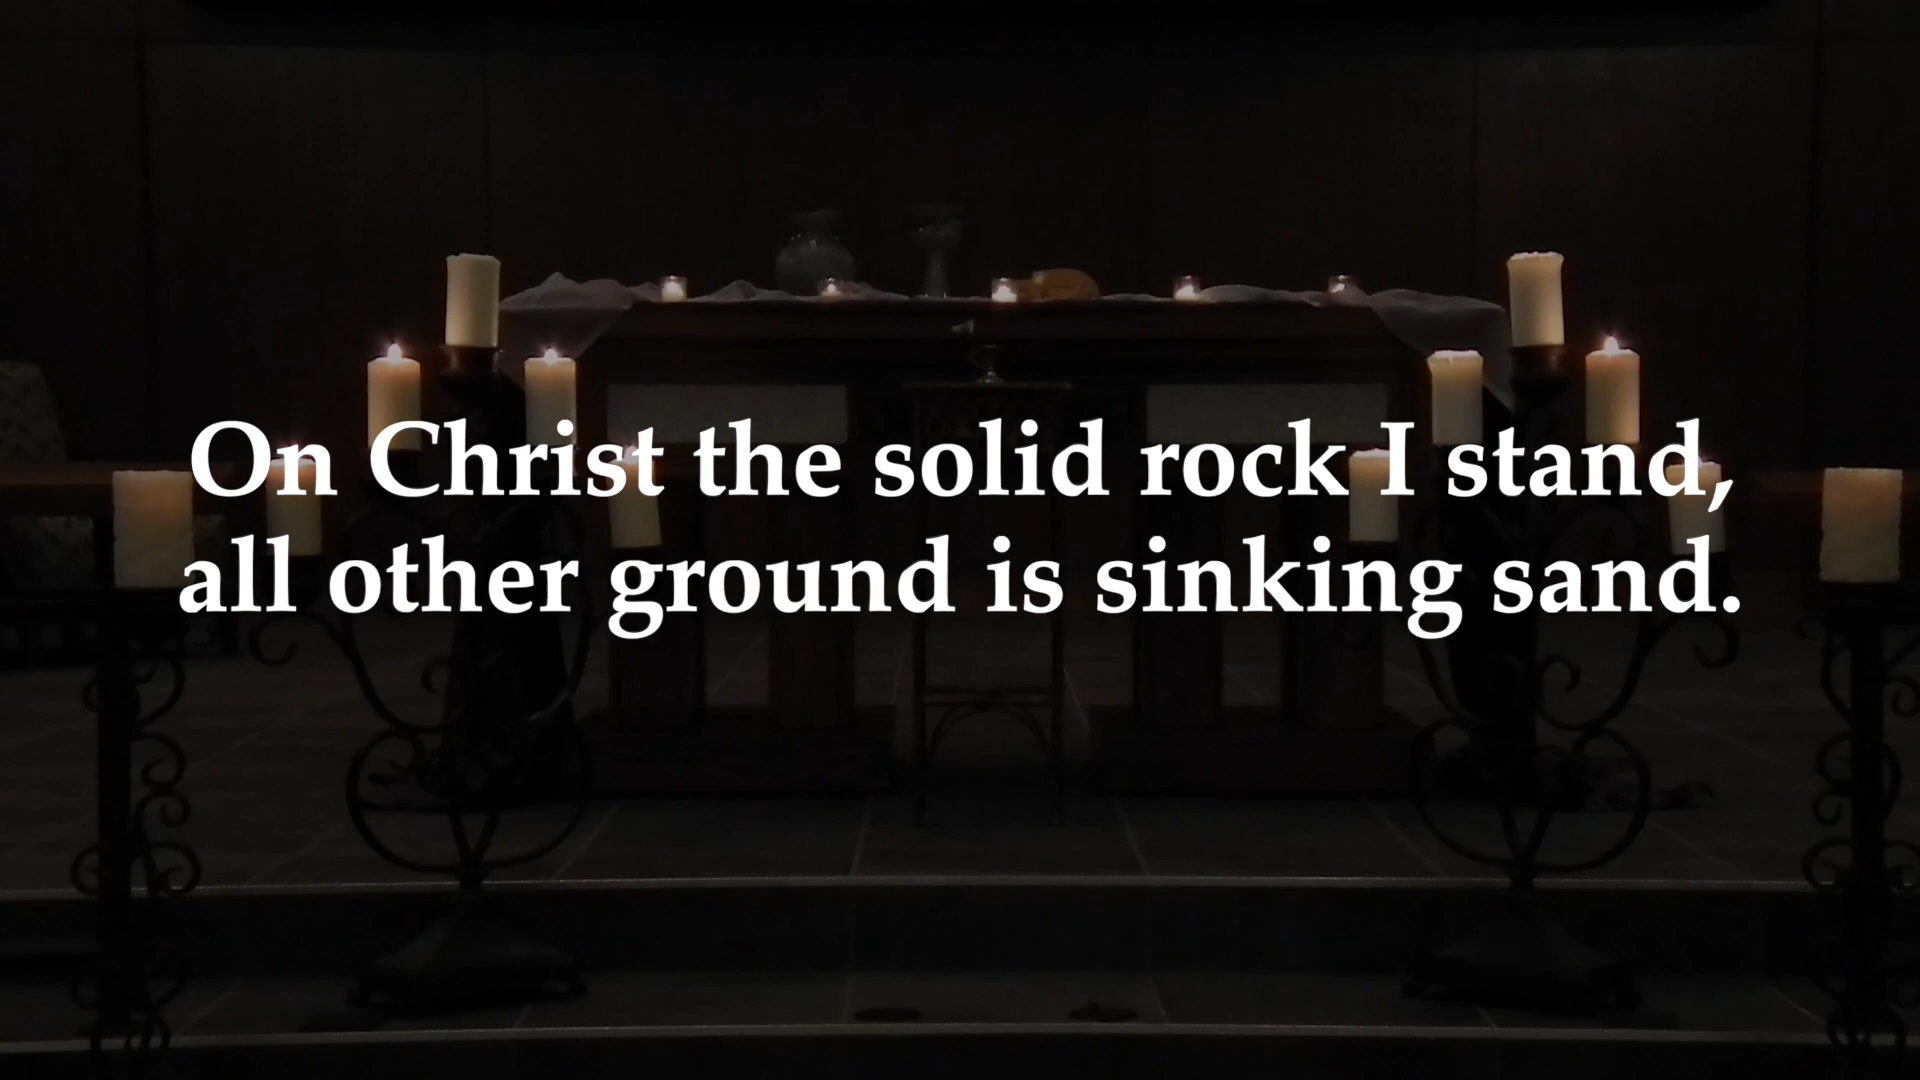 On Christ the solid rock I stand,
all other ground is sinking sand.